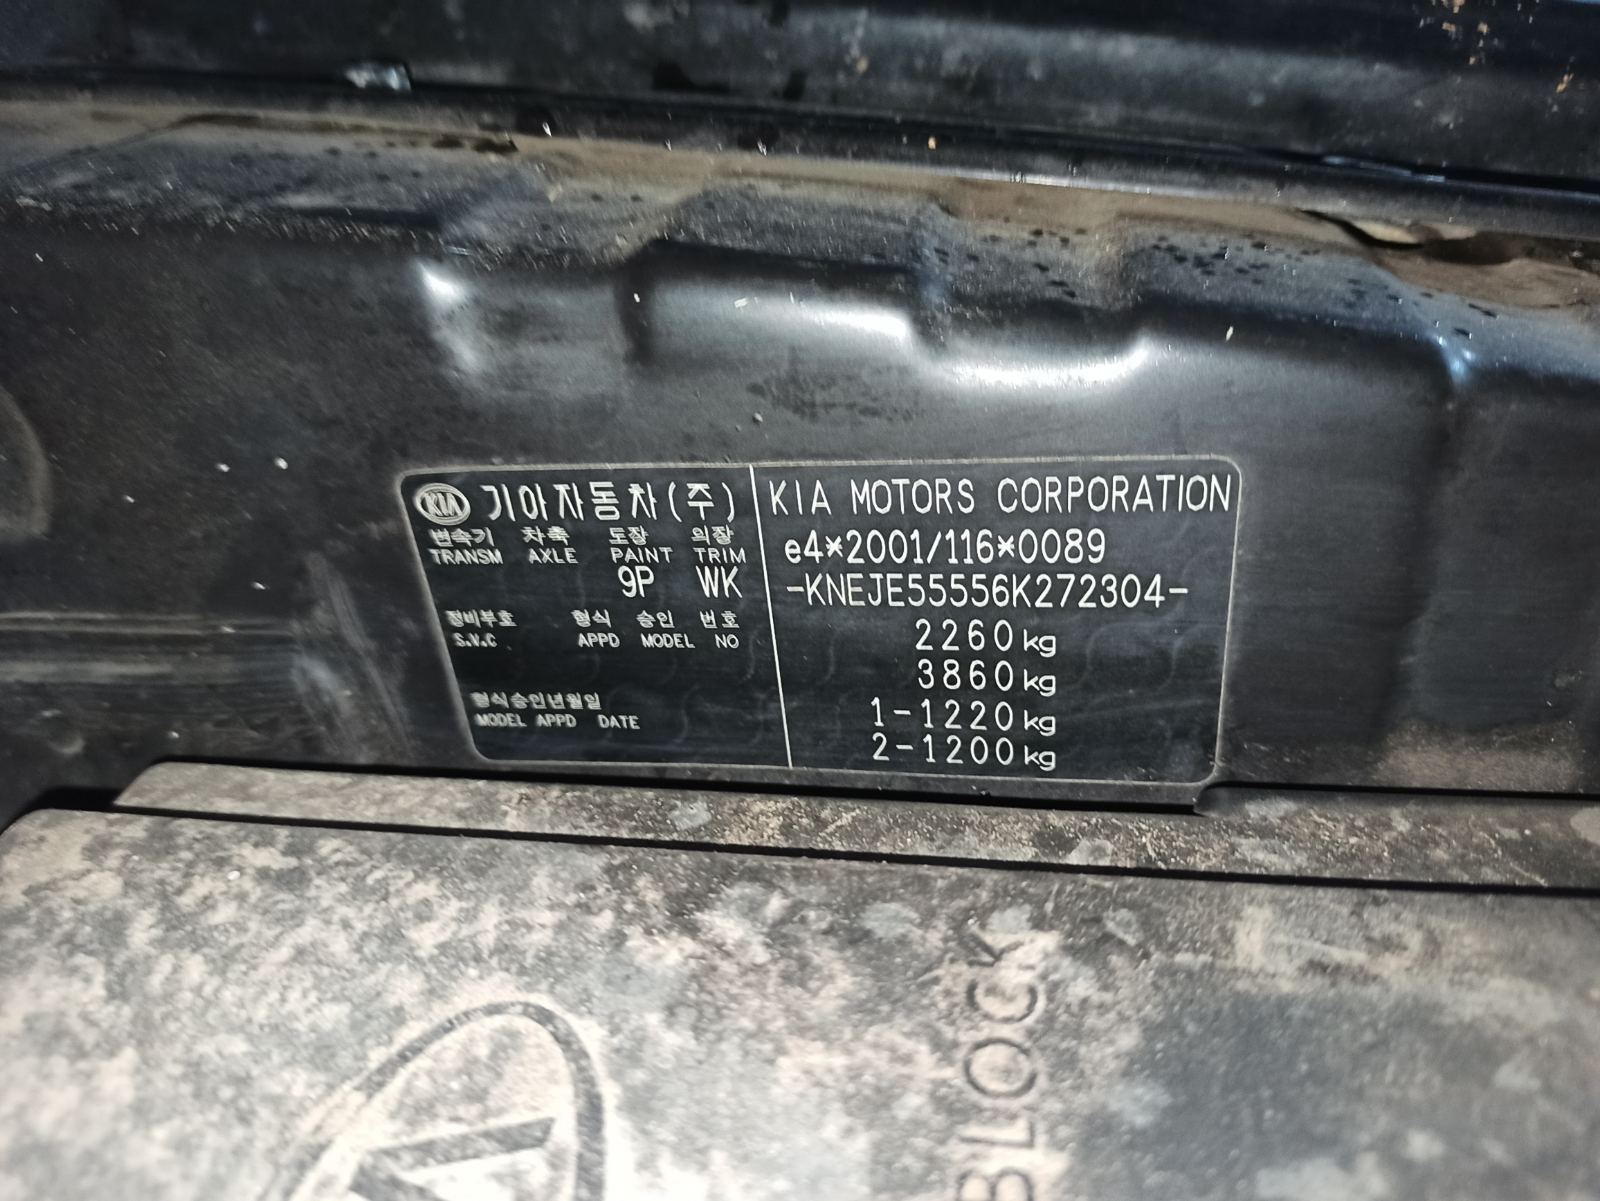 KIA 기아자동차(주)
변속기 차축 도장 의장
TRANSM AXLE PAINT TRIM
9P WK
정비부호 형식 승인 번호
S.V.C APPD MODEL NO
형식승인년월일
MODEL APPD DATE
KIA MOTORS CORPORATION
e4*2001/116*0089
-KNEJE55556K272304-
2260kg
3860kg
1-1220kg
2-1200kg
BLOCK